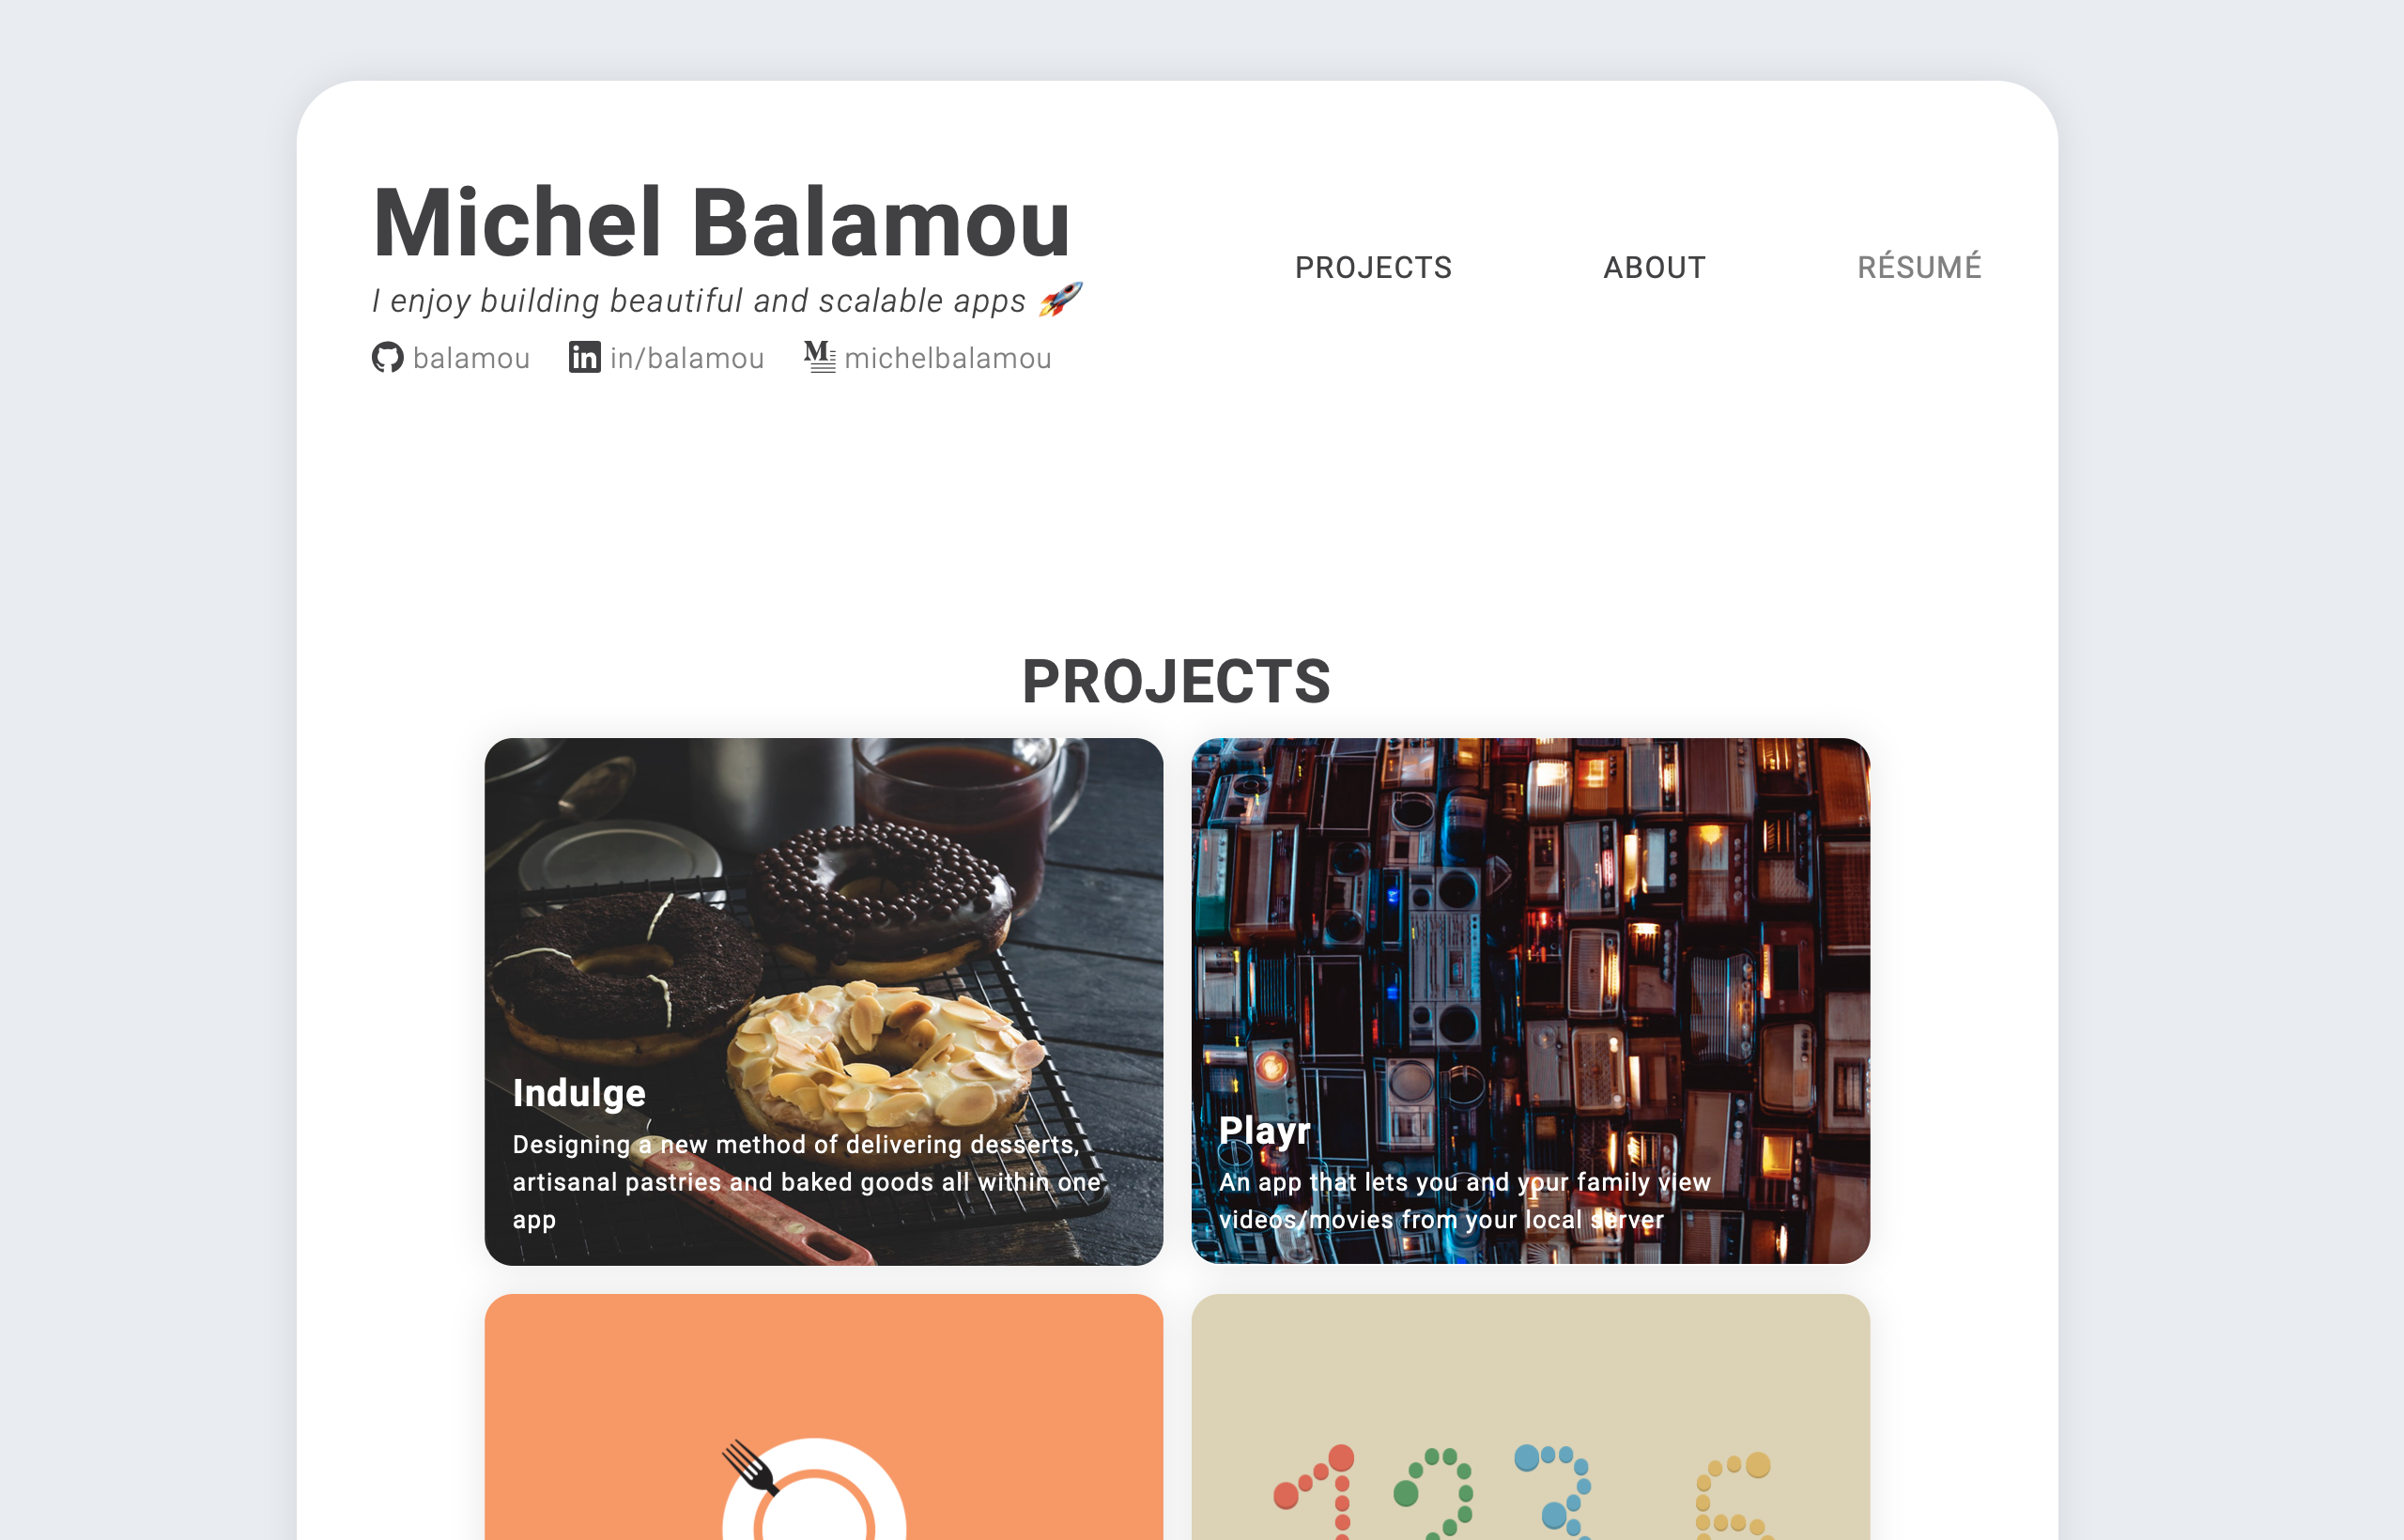 Michel Balamou
PROJECTS
ABOUT
RÉSUMÉ
I enjoy building beautiful and scalable apps 🚀
balamou
in/balamou
michelbalamou
PROJECTS
Indulge
Designing a new method of delivering desserts,
artisanal pastries and baked goods all within one
app
Playr
An app that lets you and your family view
videos/movies from your local server